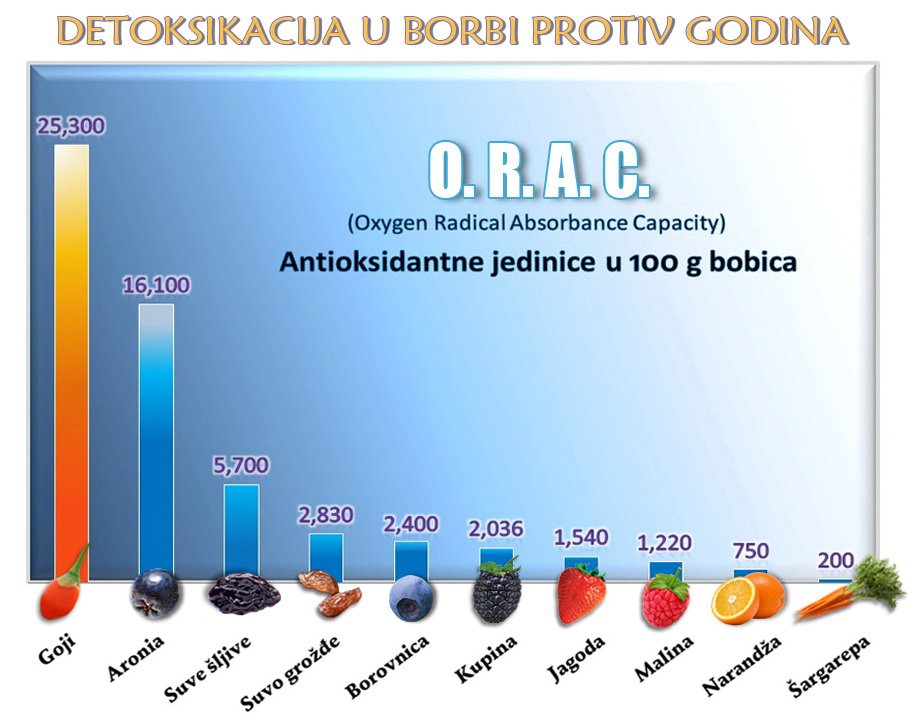 DETOKSIKACIJA U BORBI PROTIV GODINA
O. R. A. C.
(Oxygen Radical Absorbance Capacity)
Antioksidantne jedinice u 100 g bobica
25,300
16,100
5,700
2,830
2,400
2,036
1,540
1,220
750
200
Goji
Aronia
Suve šljive
Suvo grožđe
Borovnica
Kupina
Jagoda
Malina
Narandža
Šargarepa